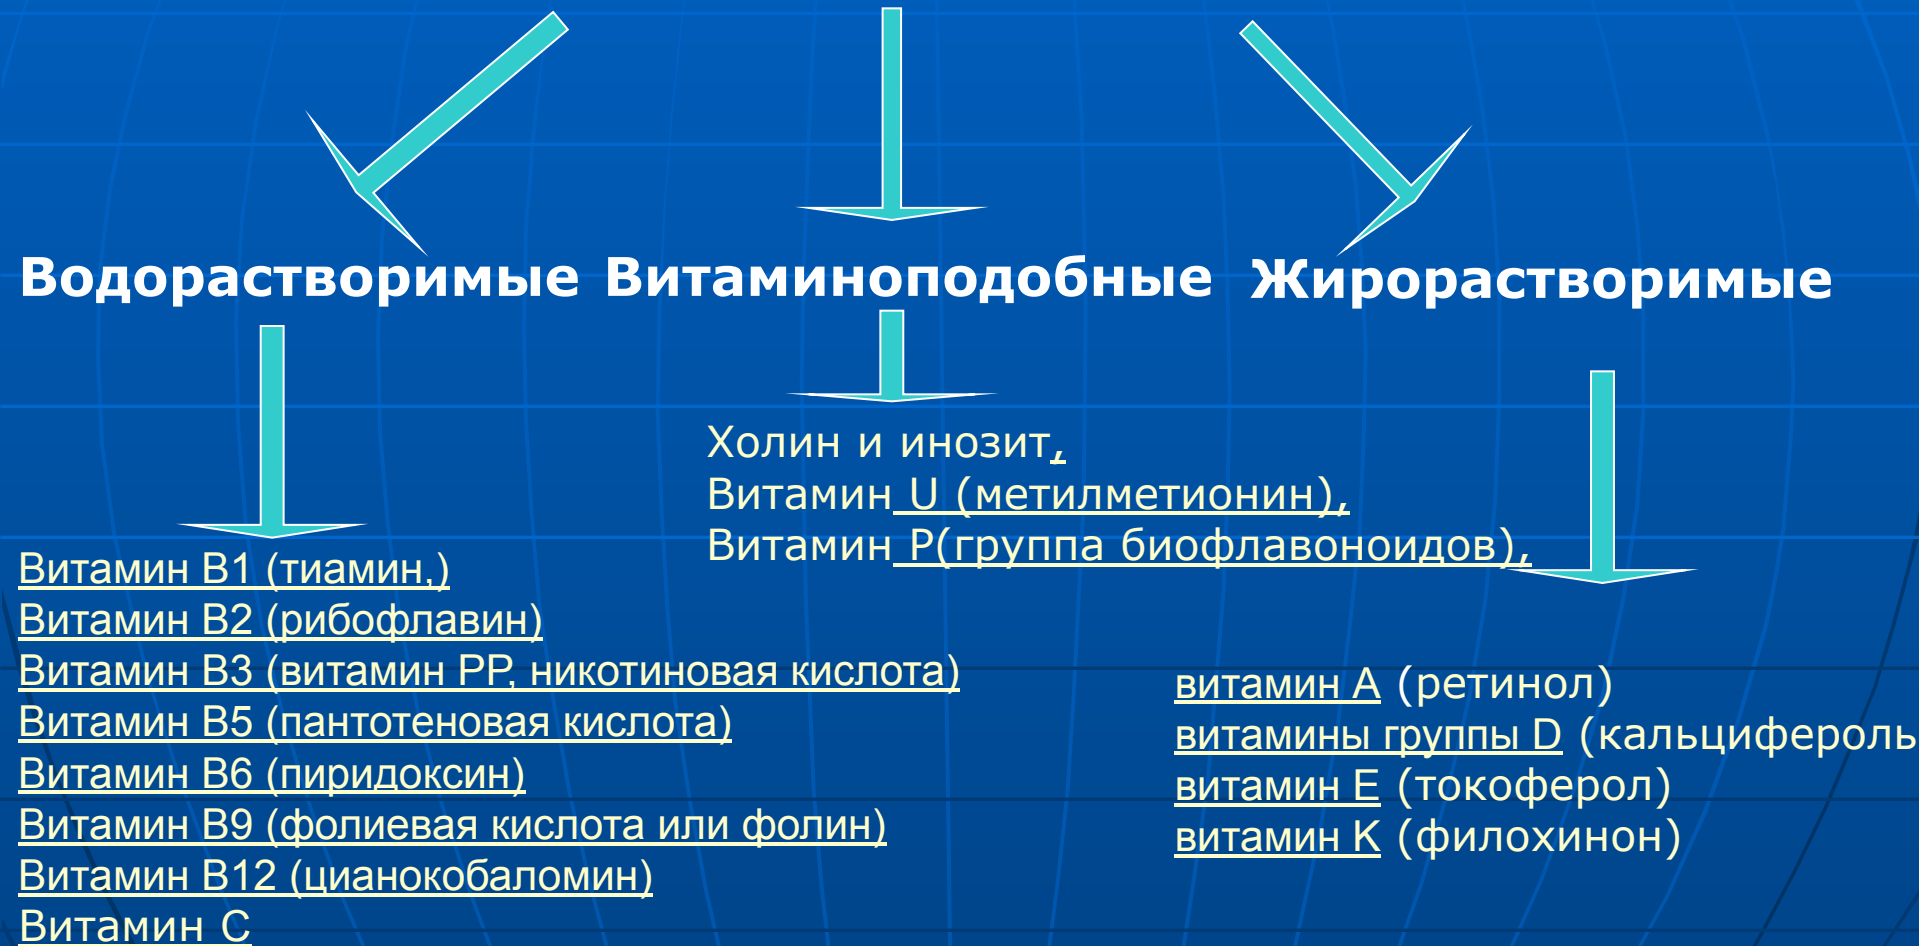 Водорастворимые Витаминоподобные Жирорастворимые
Холин и инозит,
Витамин U (метилметионин),
Витамин P(группа биофлавоноидов),
Витамин B1 (тиамин,)
Витамин B2 (рибофлавин)
Витамин B3 (витамин PP, никотиновая кислота)
Витамин B5 (пантотеновая кислота)
Витамин B6 (пиридоксин)
Витамин B9 (фолиевая кислота или фолин)
Витамин B12 (цианокобаломин)
Витамин C
витамин A (ретинол)
витамины группы D (кальцифероль
витамин E (токоферол)
витамин K (филохинон)